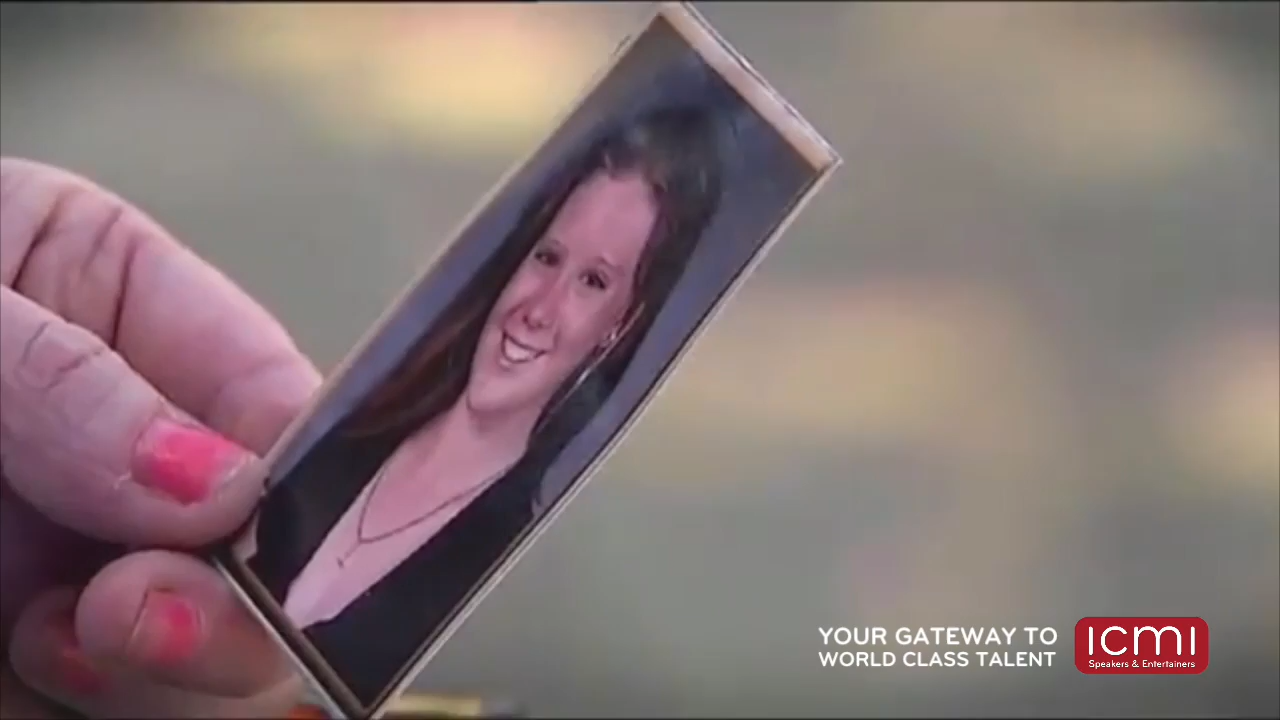 YOUR GATEWAY TO
WORLD CLASS TALENT
ICMI
Speakers & Entertainers